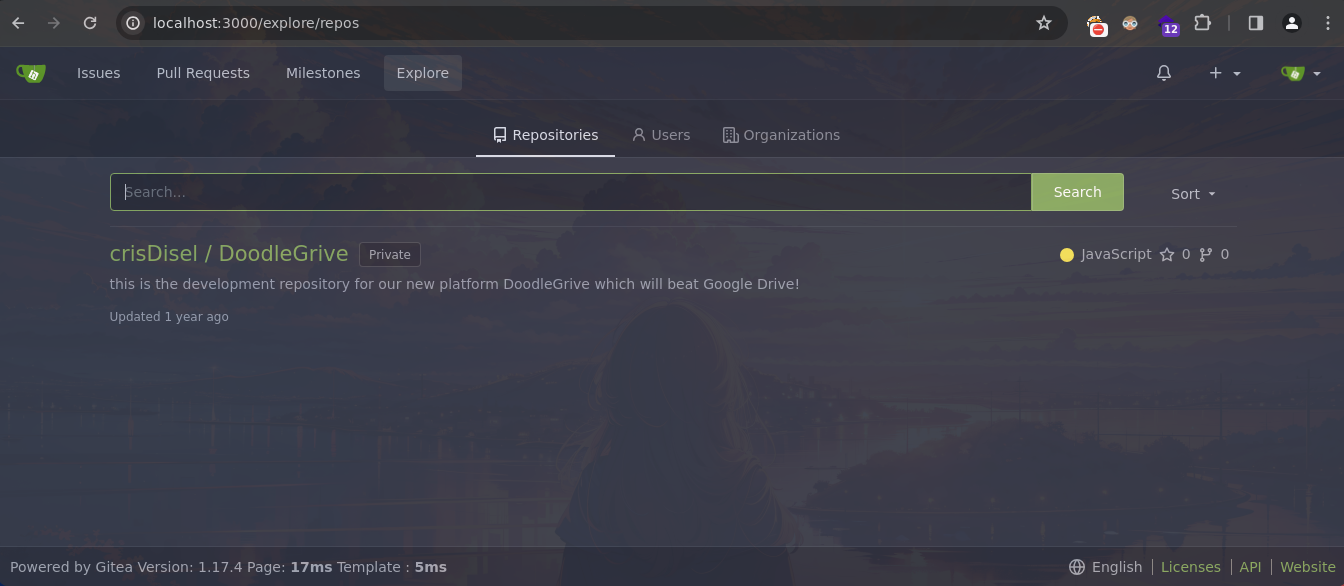 localhost:3000/explore/repos
12
Issues Pull Requests Milestones Explore
Repositories Users Organizations
Search... Search Sort
crisDisel / DoodleGrive Private JavaScript 0 0
this is the development repository for our new platform DoodleGrive which will beat Google Drive!
Updated 1 year ago
Powered by Gitea Version: 1.17.4 Page: 17ms Template : 5ms English Licenses API Website